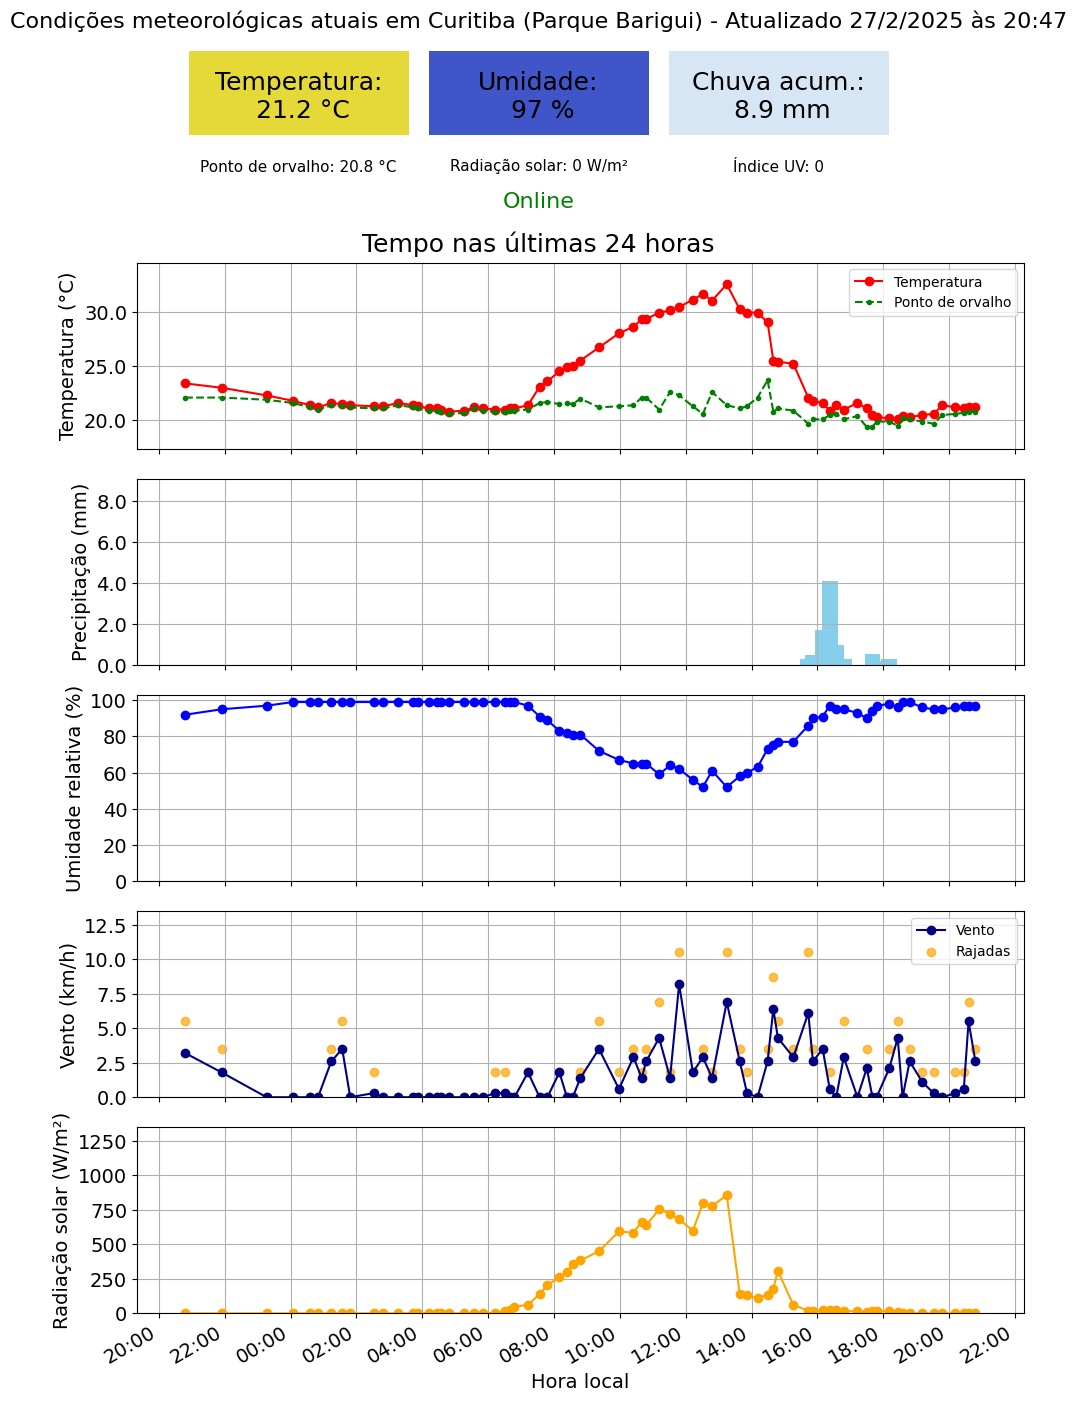 Condições meteorológicas atuais em Curitiba (Parque Barigui) - Atualizado 27/2/2025 às 20:47
Temperatura:
21.2 °C
Umidade:
97 %
Chuva acum.:
8.9 mm
Ponto de orvalho: 20.8 °C
Radiação solar: 0 W/m²
Índice UV: 0
Online
Tempo nas últimas 24 horas
Temperatura (°C)
30.0
25.0
20.0
Temperatura
Ponto de orvalho
Precipitação (mm)
8.0
6.0
4.0
2.0
0.0
Umidade relativa (%)
100
80
60
40
20
0
Vento (km/h)
12.5
10.0
7.5
5.0
2.5
0.0
Vento
Rajadas
Radiação solar (W/m²)
1250
1000
750
500
250
0
20:00
22:00
00:00
02:00
04:00
06:00
08:00
10:00
12:00
14:00
16:00
18:00
20:00
22:00
Hora local